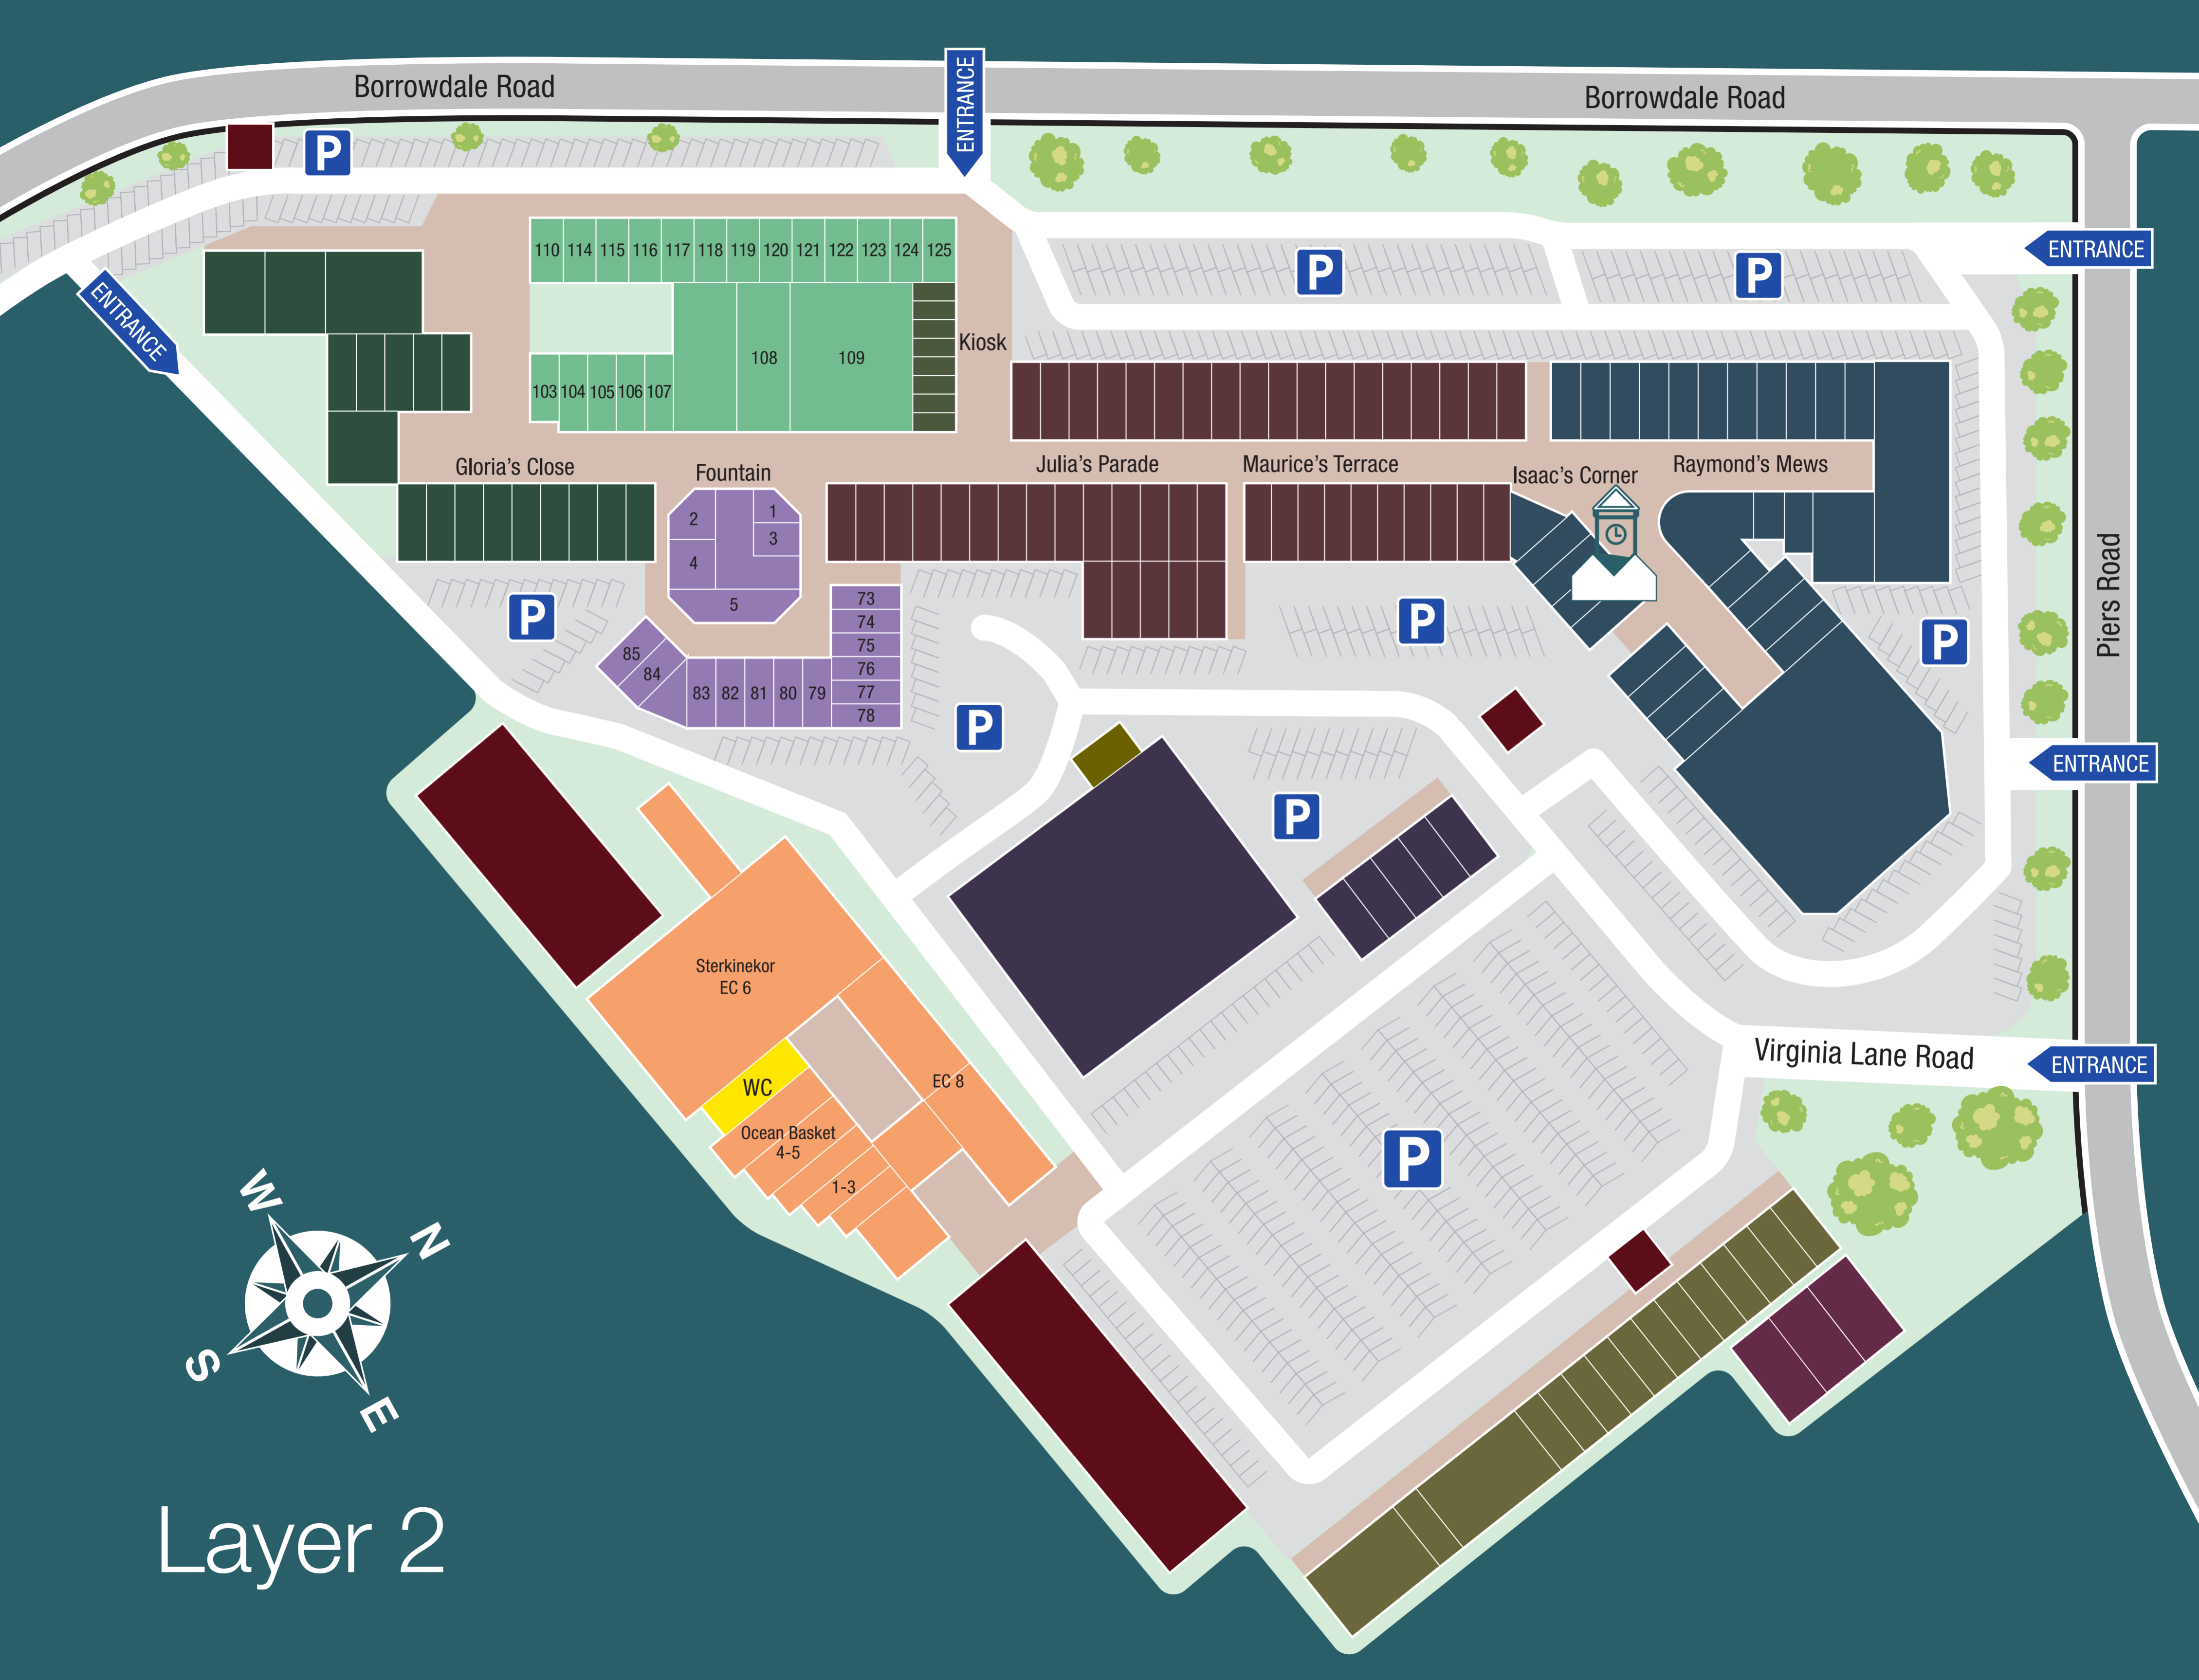 Borrowdale Road
ENTRANCE
Borrowdale Road
P
ENTRANCE
P
P
110 114 115 116 117 118 119 120 121 122 123 124 125
ENTRANCE
Kiosk
108
109
103 104 105 106 107
Gloria's Close
Fountain
Julia's Parade
Maurice's Terrace
Isaac's Corner
Raymond's Mews
2
1
3
4
5
P
73
74
75
76
77
78
85
84
83 82 81 80 79
P
P
P
Piers Road
P
ENTRANCE
Sterkinekor
EC 6
WC
EC 8
Ocean Basket
4-5
1-3
Virginia Lane Road
ENTRANCE
P
W
N
S
E
Layer 2